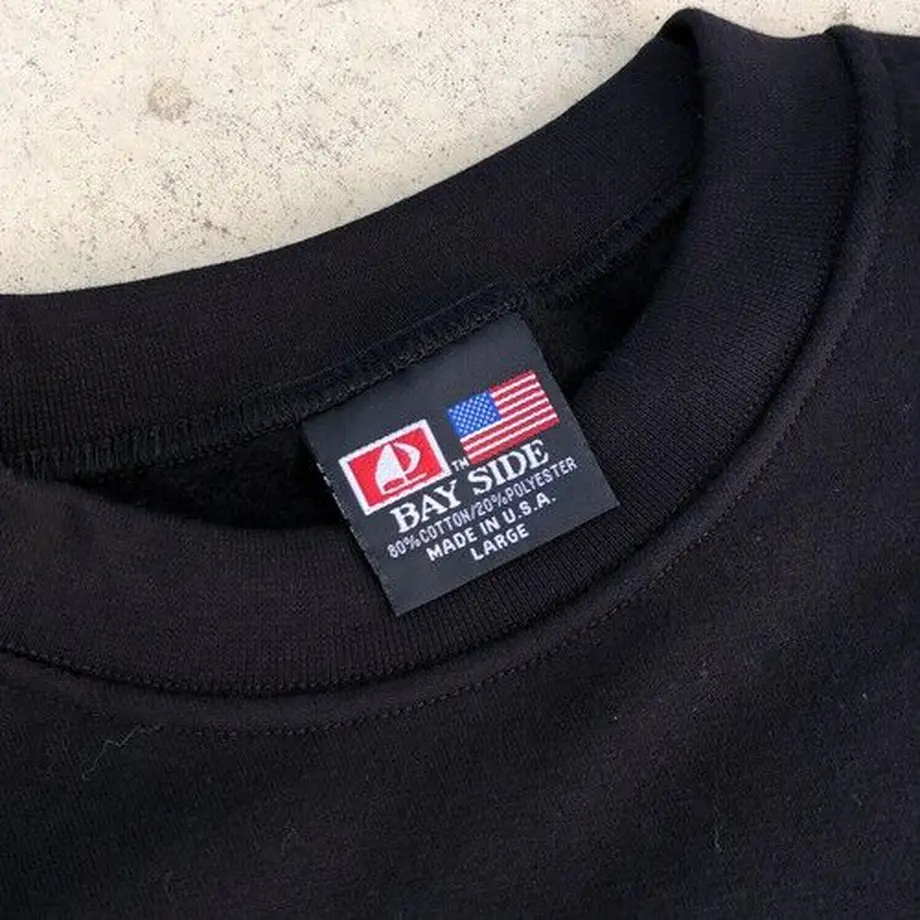 TM
BAY SIDE
80%COTTON/20%POLYESTER
MADE IN U.S.A.
LARGE